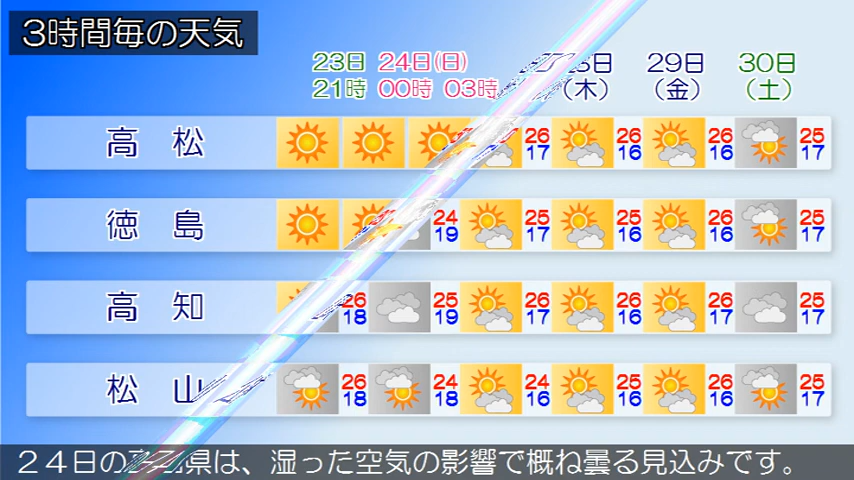 3時間毎の天気
23日 24日(日) 日 29日 30日
21時 00時 03時 (木) (金) (土)
高松 26 17 26 16 26 16 25 17
徳島 24 19 25 17 25 16 26 16 25 17
高知 26 18 25 19 26 17 26 16 26 17 25 17
松山 26 18 24 18 24 16 25 16 26 16 25 17
24日の 県は、湿った空気の影響で概ね曇る見込みです。